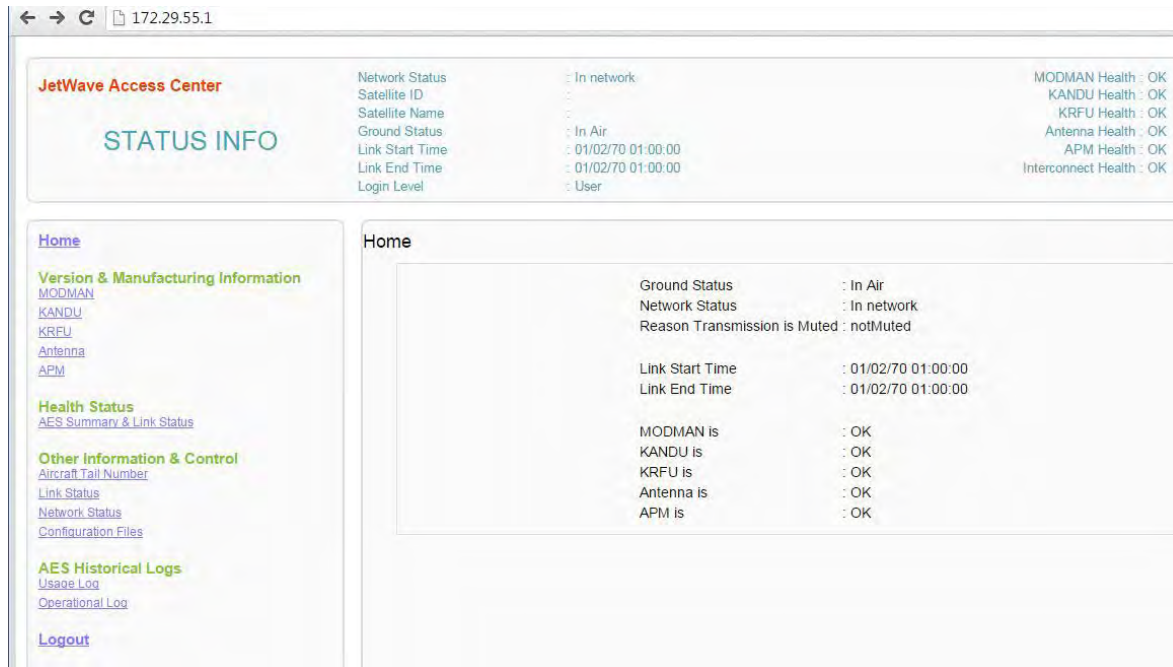 172.29.55.1
JetWave Access Center
STATUS INFO
Network Status : In network
Satellite ID :
Satellite Name :
Ground Status : In Air
Link Start Time : 01/02/70 01:00:00
Link End Time : 01/02/70 01:00:00
Login Level : User
MODMAN Health : OK
KANDU Health : OK
KRFU Health : OK
Antenna Health : OK
APM Health : OK
Interconnect Health : OK
Home
Version & Manufacturing Information
MODMAN
KANDU
KRFU
Antenna
APM
Health Status
AES Summary & Link Status
Other Information & Control
Aircraft Tail Number
Link Status
Network Status
Configuration Files
AES Historical Logs
Usage Log
Operational Log
Logout
Home
Ground Status : In Air
Network Status : In network
Reason Transmission is Muted : notMuted
Link Start Time : 01/02/70 01:00:00
Link End Time : 01/02/70 01:00:00
MODMAN is : OK
KANDU is : OK
KRFU is : OK
Antenna is : OK
APM is : OK